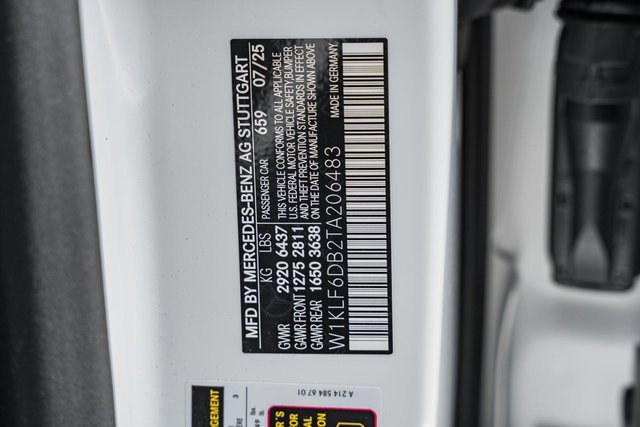 MFD BY MERCEDES-BENZ AG STUTTGART
PASSENGER CAR 659 07/25
KG LBS
GVWR 2920 6437
GAWR FRONT 1275 2811
GAWR REAR 1650 3638
THIS VEHICLE CONFORMS TO ALL APPLICABLE
U.S. FEDERAL MOTOR VEHICLE SAFETY, BUMPER
AND THEFT PREVENTION STANDARDS IN EFFECT
ON THE DATE OF MANUFACTURE SHOWN ABOVE
MADE IN GERMANY
W1KLF6DB2TA206483
A 214 584 67 01
3